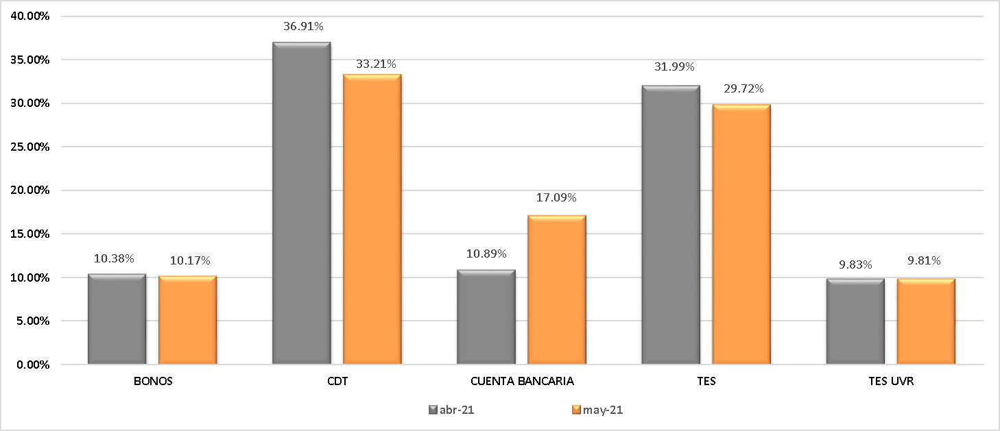 40.00%
35.00%
30.00%
25.00%
20.00%
15.00%
10.00%
5.00%
0.00%
10.38%
10.17%
36.91%
33.21%
10.89%
17.09%
31.99%
29.72%
9.83%
9.81%
BONOS
CDT
CUENTA BANCARIA
TES
TES UVR
abr-21
may-21